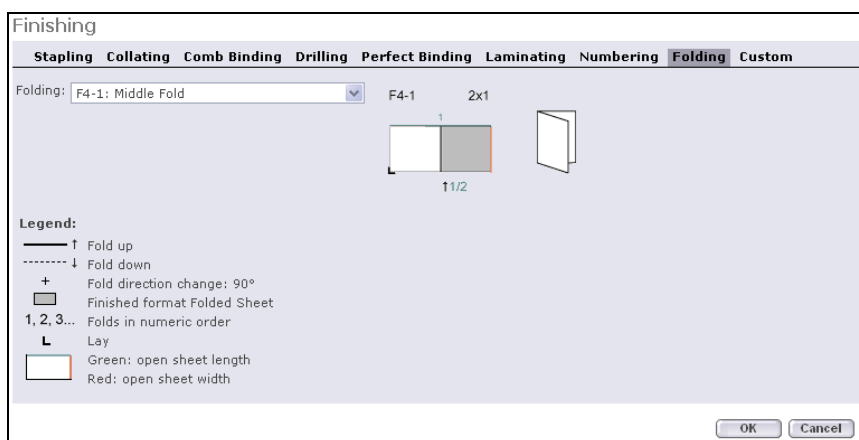 Finishing
Stapling Collating Comb Binding Drilling Perfect Binding Laminating Numbering Folding Custom
Folding: F4-1: Middle Fold
F4-1 2x1
1
↑1/2
Legend:
↑ Fold up
↓ Fold down
+ Fold direction change: 90°
Finished format Folded Sheet
1, 2, 3... Folds in numeric order
L Lay
Green: open sheet length
Red: open sheet width
OK Cancel